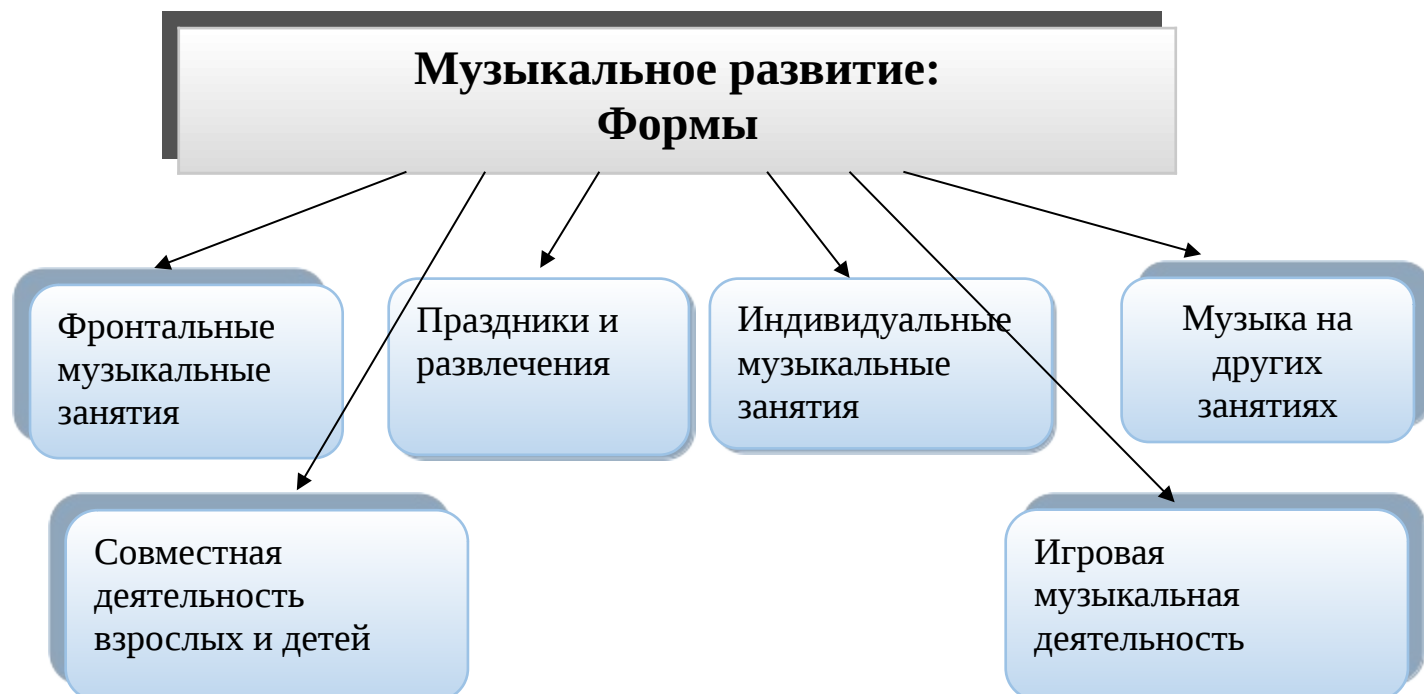 Музыкальное развитие:
Формы
Фронтальные
музыкальные
занятия
Праздники и
развлечения
Индивидуальные
музыкальные
занятия
Музыка на
других
занятиях
Совместная
деятельность
взрослых и детей
Игровая
музыкальная
деятельность